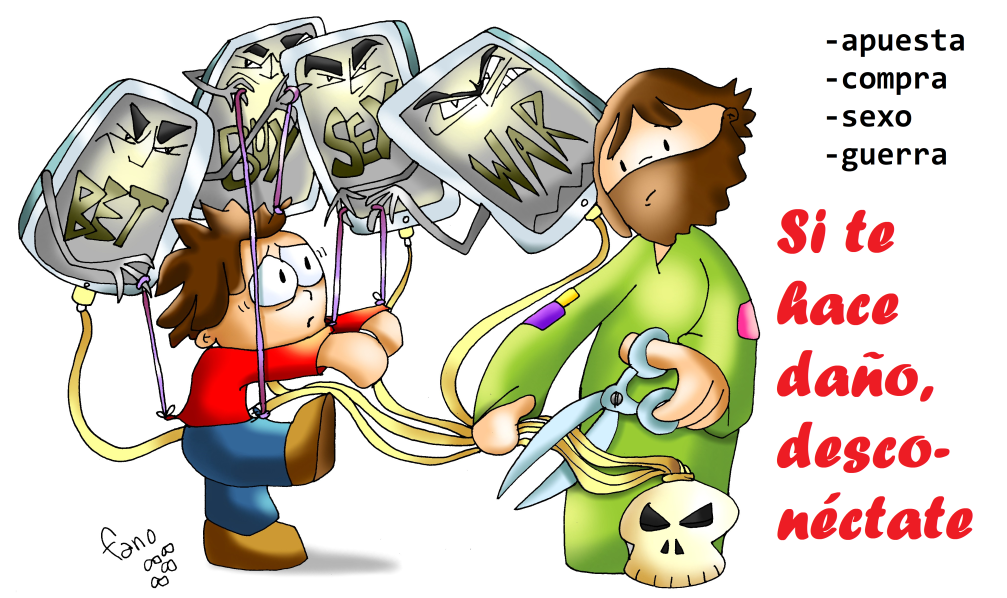 BET
BUY
SEX
WAR
-apuesta
-compra
-sexo
-guerra
Si te
hace
daño,
desco-
néctate
fano